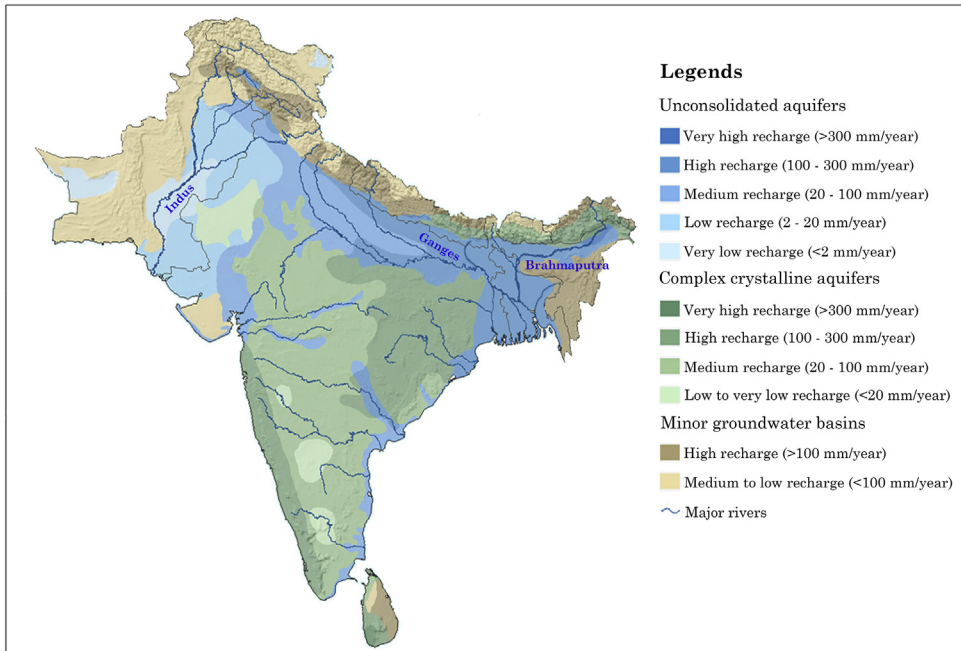 Legends
Unconsolidated aquifers
Very high recharge (>300 mm/year)
High recharge (100 - 300 mm/year)
Medium recharge (20 - 100 mm/year)
Low recharge (2 - 20 mm/year)
Very low recharge (<2 mm/year)
Complex crystalline aquifers
Very high recharge (>300 mm/year)
High recharge (100 - 300 mm/year)
Medium recharge (20 - 100 mm/year)
Low to very low recharge (<20 mm/year)
Minor groundwater basins
High recharge (>100 mm/year)
Medium to low recharge (<100 mm/year)
Major rivers
Indus
Ganges
Brahmaputra